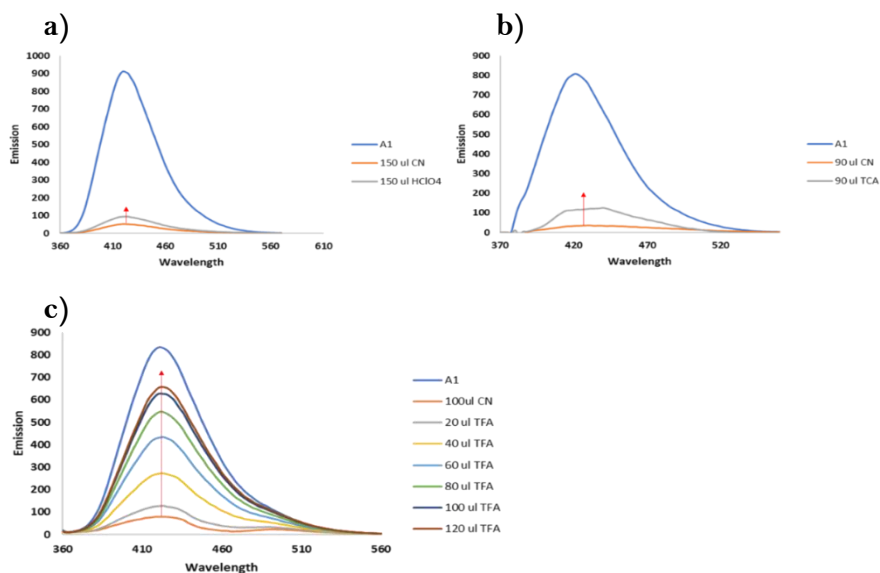 a)
1000
900
800
700
600
500
400
300
200
100
0
Emission
360 410 460 510 560 610
Wavelength
A1
150 ul CN
150 ul HClO4
b)
900
800
700
600
500
400
300
200
100
0
Emission
370 420 470 520
Wavelength
A1
90 ul CN
90 ul TCA
c)
900
800
700
600
500
400
300
200
100
0
Emission
360 410 460 510 560
Wavelength
A1
100ul CN
20 ul TFA
40 ul TFA
60 ul TFA
80 ul TFA
100 ul TFA
120 ul TFA